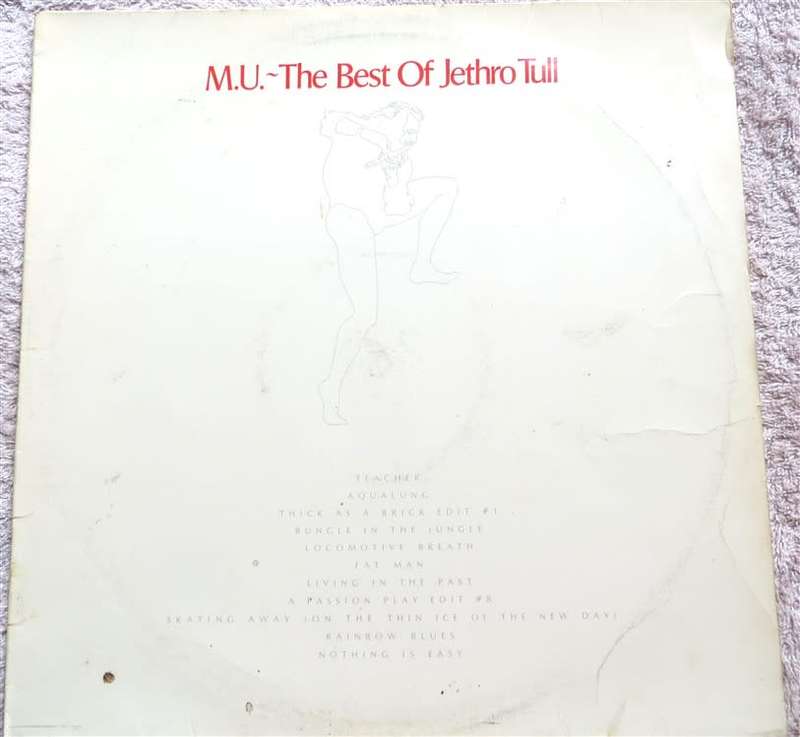 M.U.~The Best Of Jethro Tull
TEACHER
AQUALUNG
THICK AS A BRICK EDIT #1
BUNGLE IN THE JUNGLE
LOCOMOTIVE BREATH
FAT MAN
LIVING IN THE PAST
A PASSION PLAY EDIT #8
SKATING AWAY (ON THE THIN ICE OF THE NEW DAY)
RAINBOW BLUES
NOTHING IS EASY